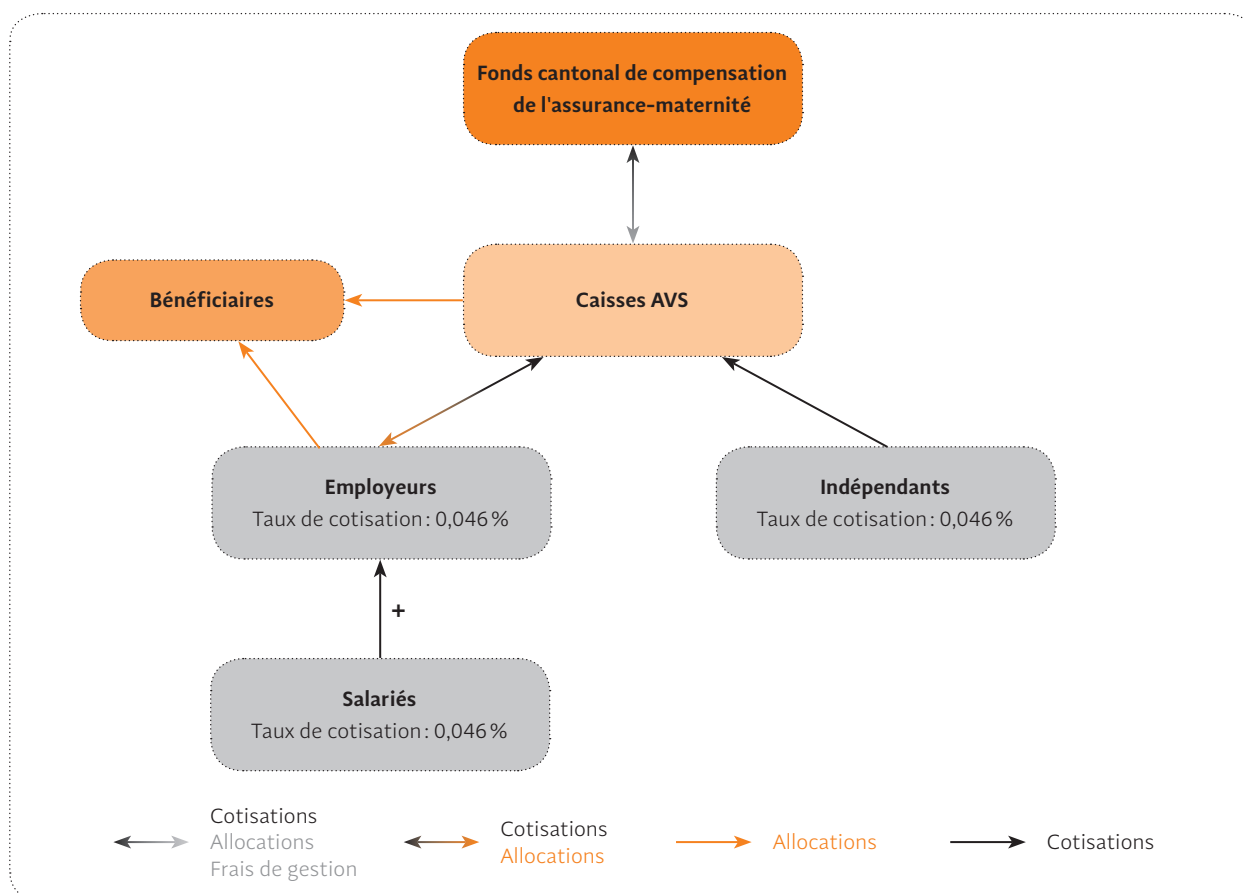 Fonds cantonal de compensation
de l'assurance-maternité
Bénéficiaires
Caisses AVS
Employeurs
Taux de cotisation : 0,046 %
Indépendants
Taux de cotisation : 0,046 %
+
Salariés
Taux de cotisation : 0,046 %
Cotisations
Allocations
Frais de gestion
Cotisations
Allocations
Allocations
Cotisations